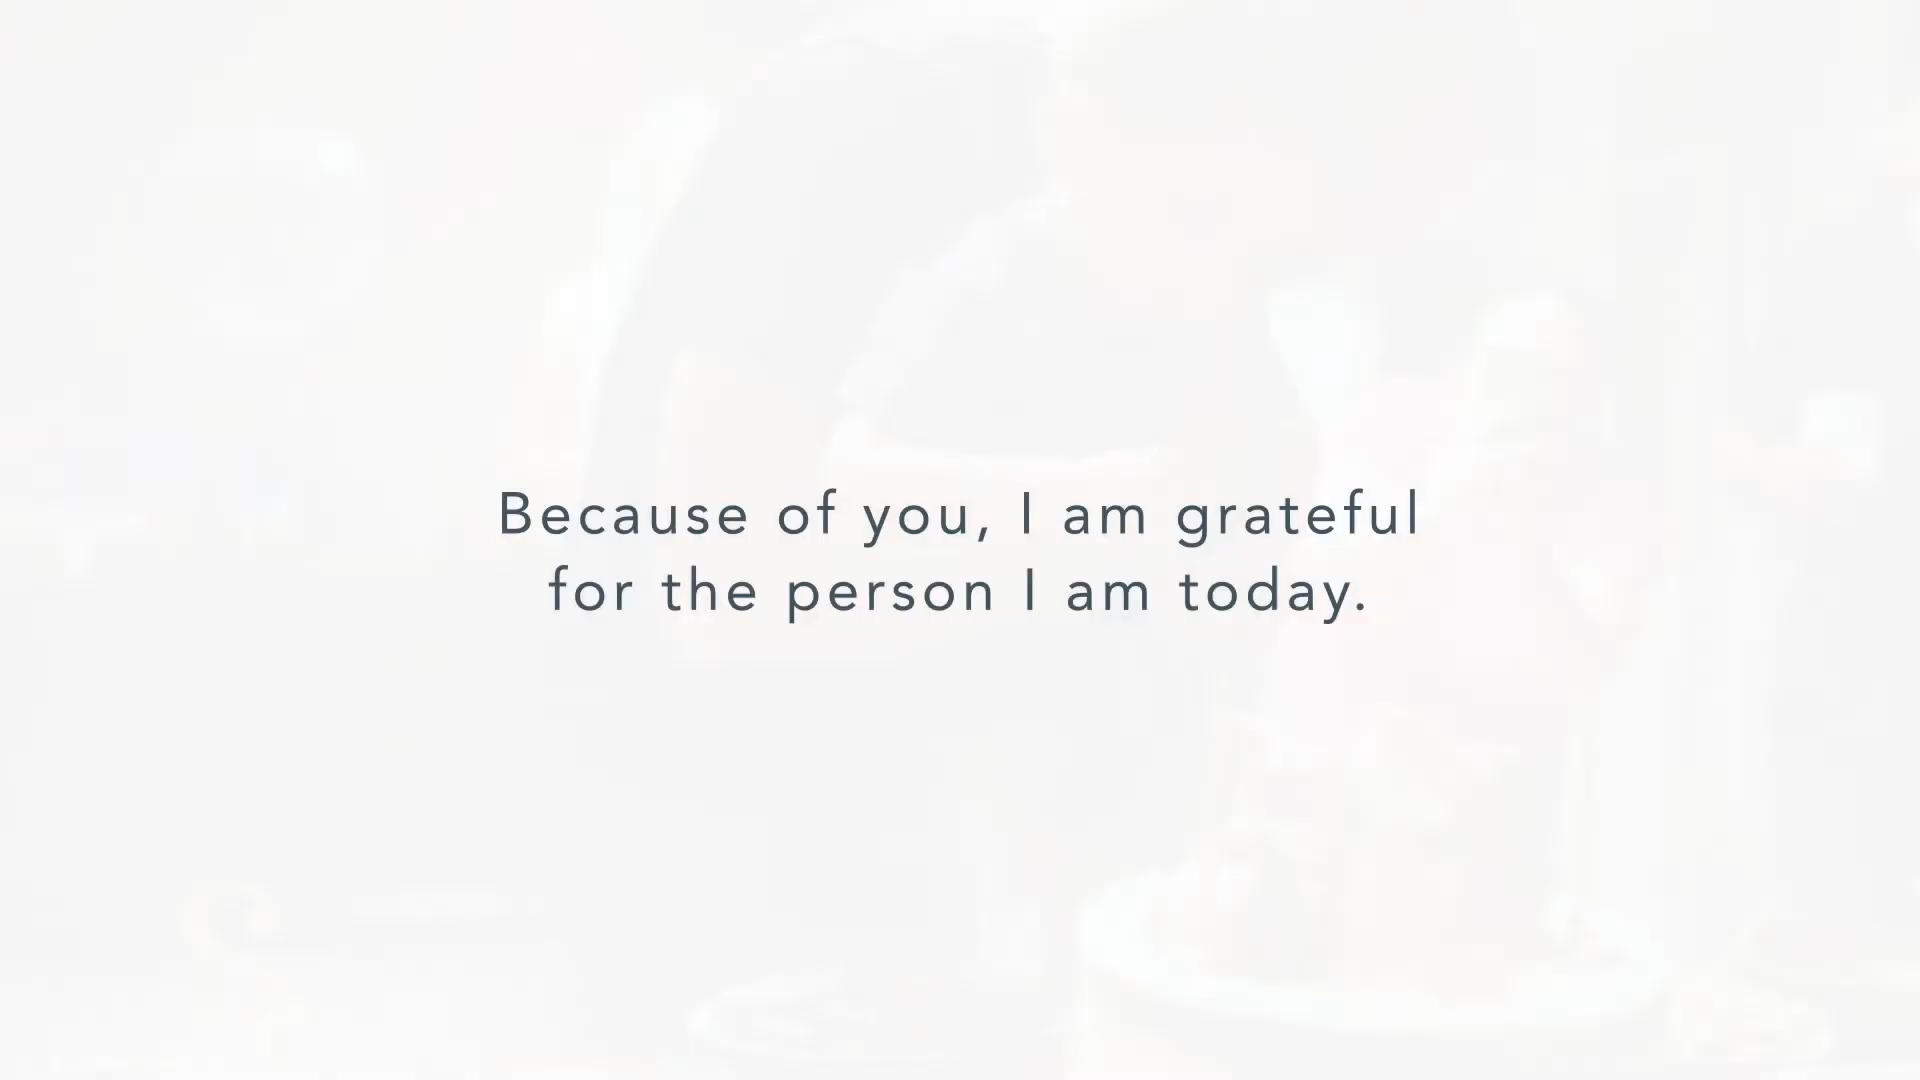 Because of you, I am grateful
for the person I am today.